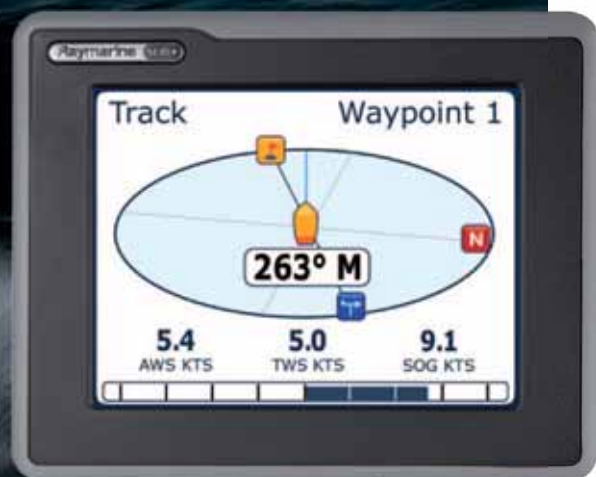 Raymarine
Track Waypoint 1
N
263° M
5.4 5.0 9.1
AWS KTS TWS KTS SOG KTS